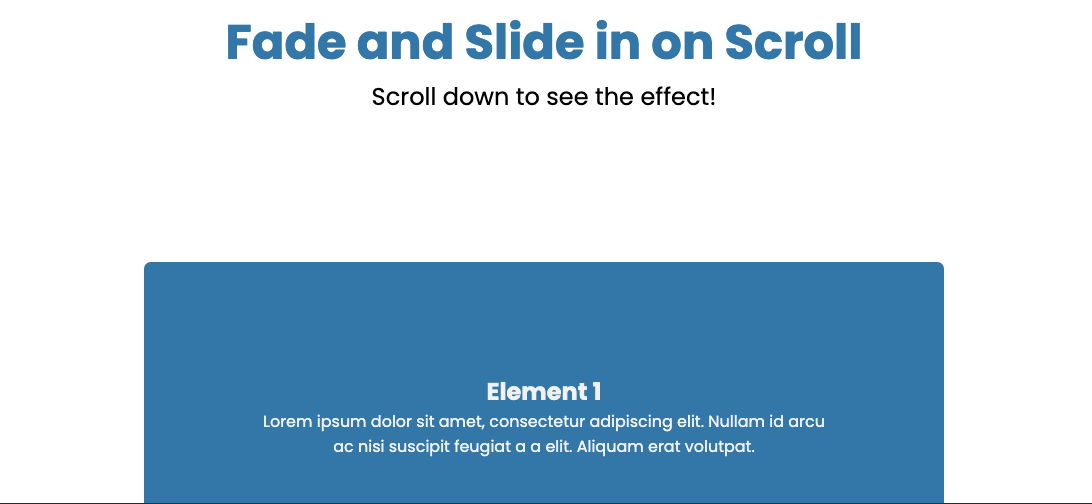 Fade and Slide in on Scroll
Scroll down to see the effect!
Element 1
Lorem ipsum dolor sit amet, consectetur adipiscing elit. Nullam id arcu
ac nisi suscipit feugiat a a elit. Aliquam erat volutpat.